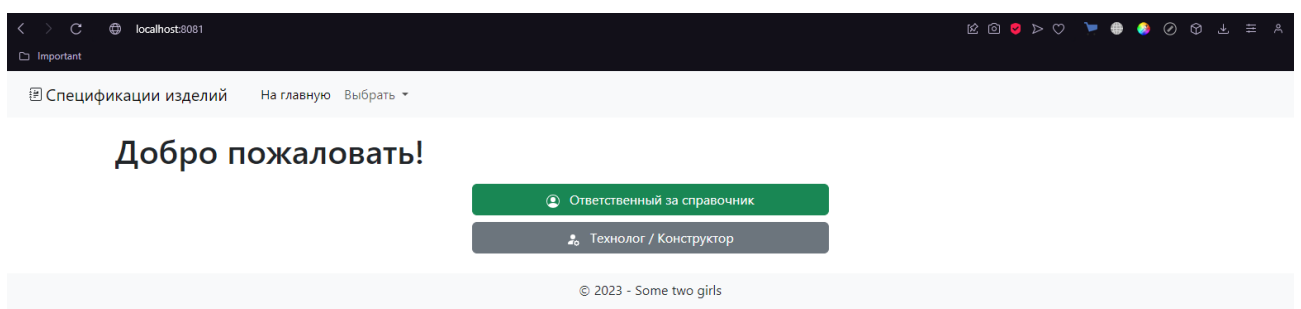 localhost:8081
Important
Спецификации изделий На главную Выбрать
Добро пожаловать!
Ответственный за справочник
Технолог / Конструктор
© 2023 - Some two girls